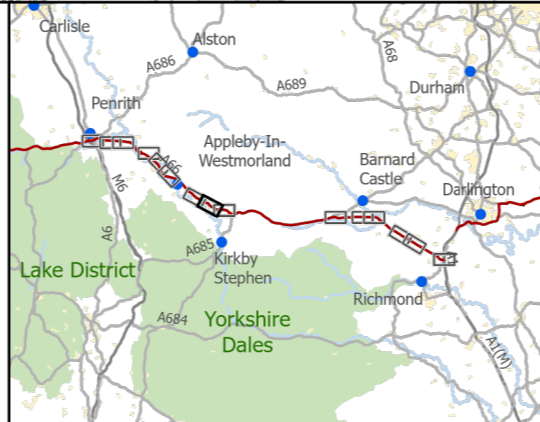 Carlisle
Alston
A686
A68
A689
Durham
Penrith
Appleby-In-
Westmorland
A66
Barnard
Castle
Darlington
M6
A6
A685
Lake District
Kirkby
Stephen
Richmond
A684
Yorkshire
Dales
A1(M)